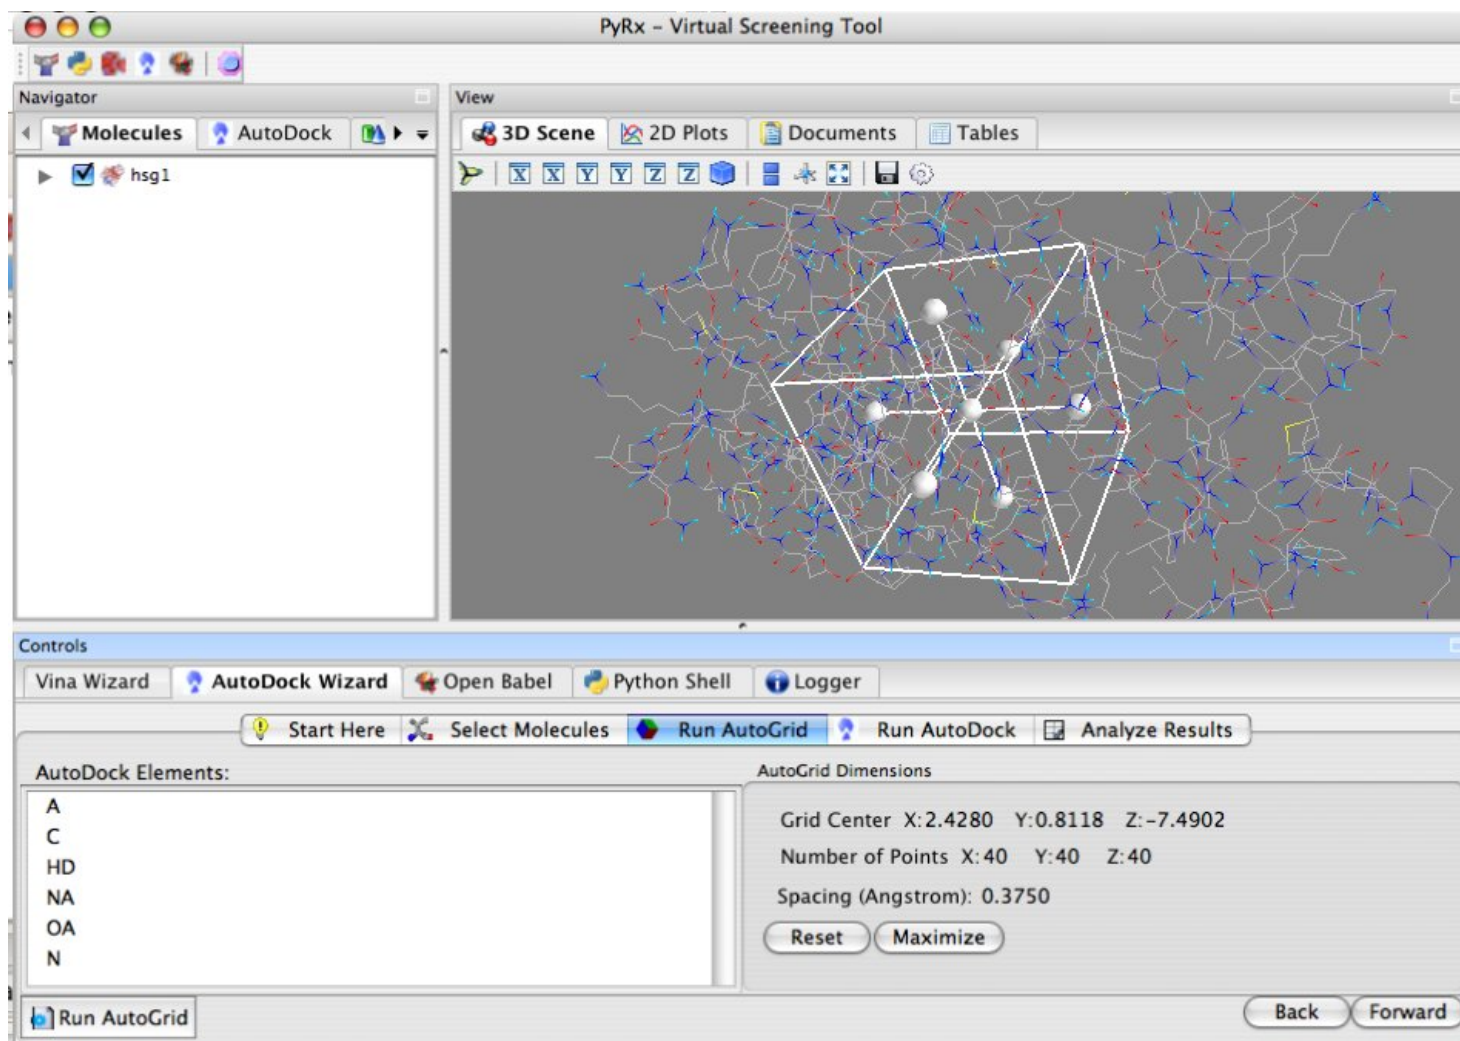 PyRx – Virtual Screening Tool
Navigator
View
Molecules AutoDock
3D Scene 2D Plots Documents Tables
hsg1
X X Y Y Z Z
Controls
Vina Wizard AutoDock Wizard Open Babel Python Shell Logger
Start Here Select Molecules Run AutoGrid Run AutoDock Analyze Results
AutoDock Elements:
A
C
HD
NA
OA
N
AutoGrid Dimensions
Grid Center X:2.4280 Y:0.8118 Z:-7.4902
Number of Points X:40 Y:40 Z:40
Spacing (Angstrom): 0.3750
Reset Maximize
Run AutoGrid
Back Forward